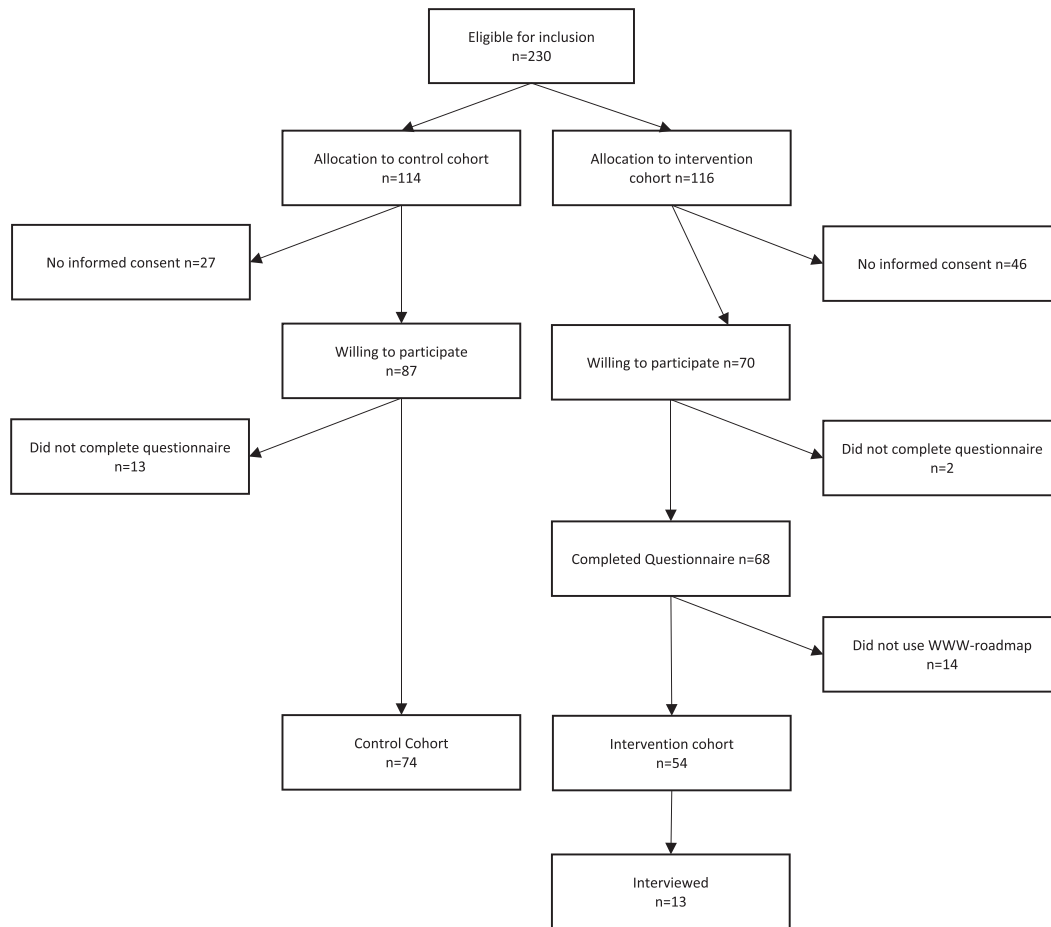 Eligible for inclusion
n=230
Allocation to control cohort
n=114
Allocation to intervention
cohort n=116
No informed consent n=27
No informed consent n=46
Willing to participate
n=87
Willing to participate n=70
Did not complete questionnaire
n=13
Did not complete questionnaire
n=2
Completed Questionnaire n=68
Did not use WWW-roadmap
n=14
Control Cohort
n=74
Intervention cohort
n=54
Interviewed
n=13